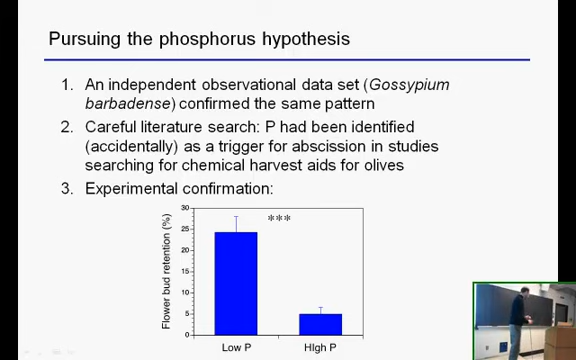 Pursuing the phosphorus hypothesis
1. An independent observational data set (Gossypium
barbadense) confirmed the same pattern
2. Careful literature search: P had been identified
(accidentally) as a trigger for abscission in studies
searching for chemical harvest aids for olives
3. Experimental confirmation:
Flower bud retention (%)
30
25
20
15
10
5
0
***
Low P
HIgh P